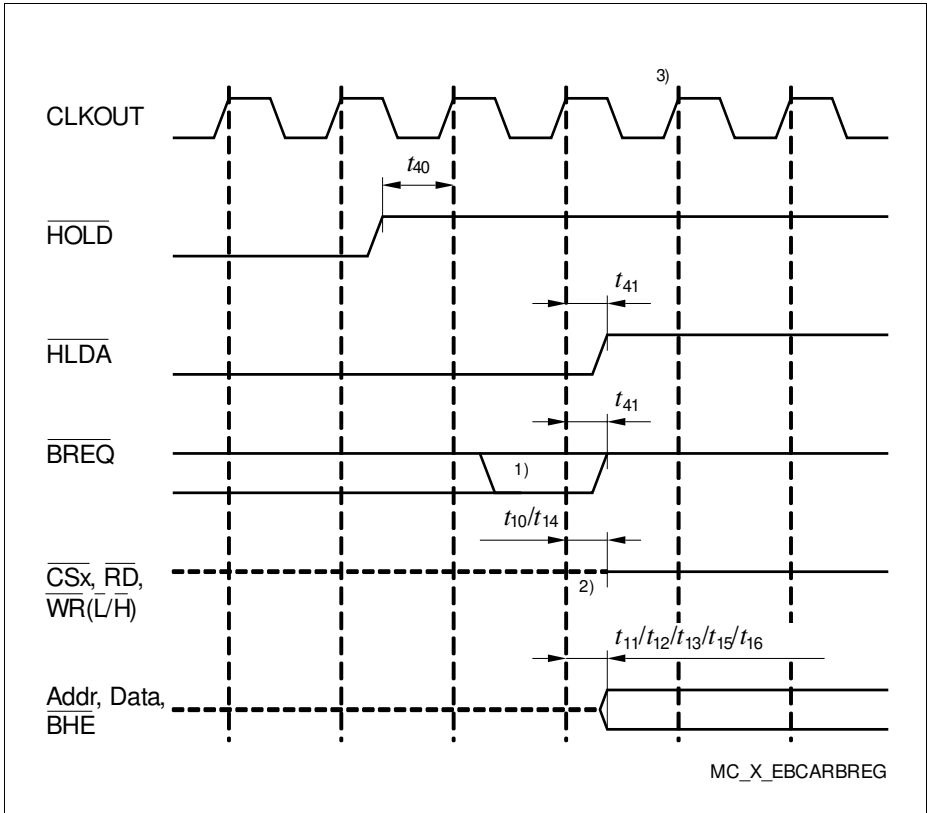 3)
CLKOUT
t40
HOLD
t41
HLDA
t41
BREQ
1)
t10/t14
CSx, RD,
WR(L/H)
2)
t11/t12/t13/t15/t16
Addr, Data,
BHE
MC_X_EBCARBREG